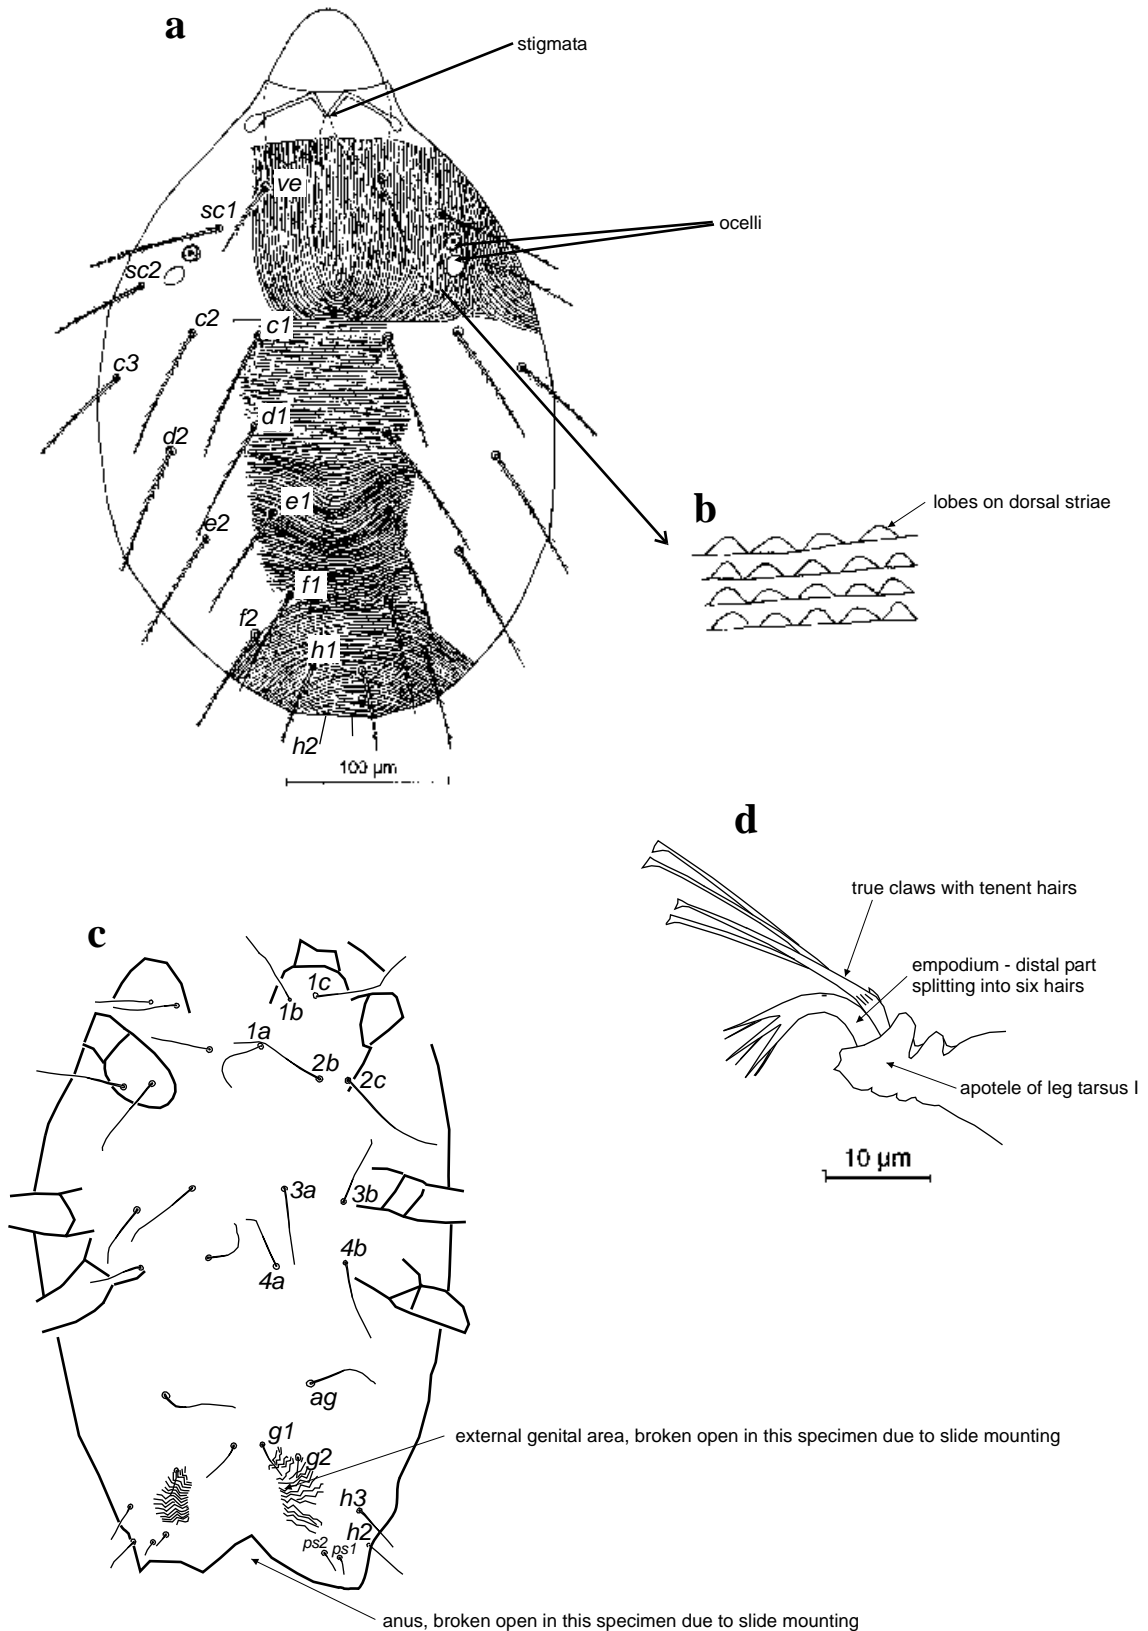 a
stigmata
ve
sc1
ocelli
sc2
c2
c1
c3
d1
d2
e1
b
lobes on dorsal striae
e2
f1
f2
h1
h2
100 µm
d
true claws with tenent hairs
c
empodium - distal part
splitting into six hairs
1c
1b
1a
2b
2c
apotele of leg tarsus I
10 µm
3a
3b
4b
4a
ag
g1
external genital area, broken open in this specimen due to slide mounting
g2
h3
h2
ps2
ps1
anus, broken open in this specimen due to slide mounting